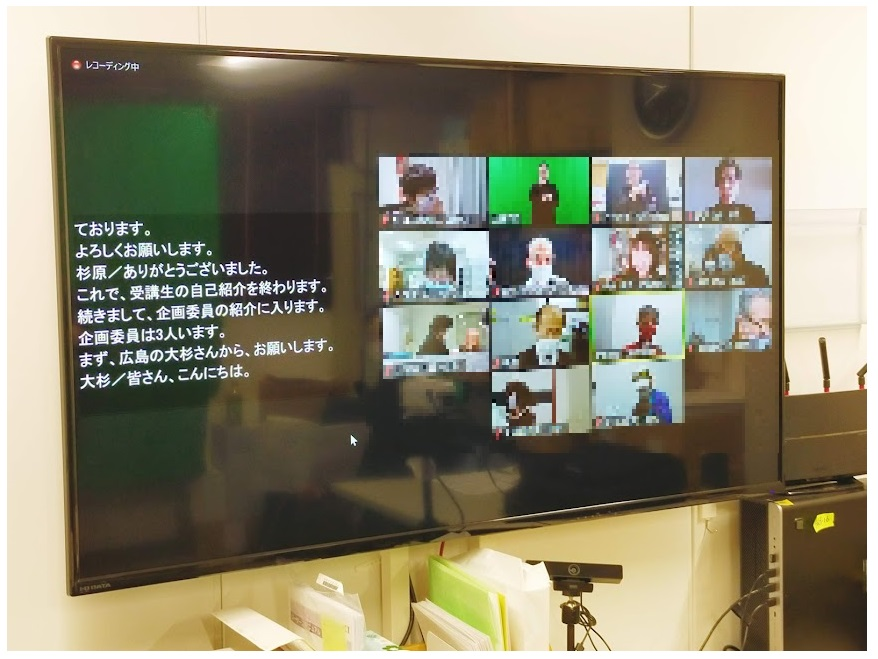 レコーディング中
ております。
よろしくお願いします。
杉原／ありがとうございました。
これで、受講生の自己紹介を終わります。
続きまして、企画委員の紹介に入ります。
企画委員は3人います。
まず、広島の大杉さんから、お願いします。
大杉／皆さん、こんにちは。
I-O DATA